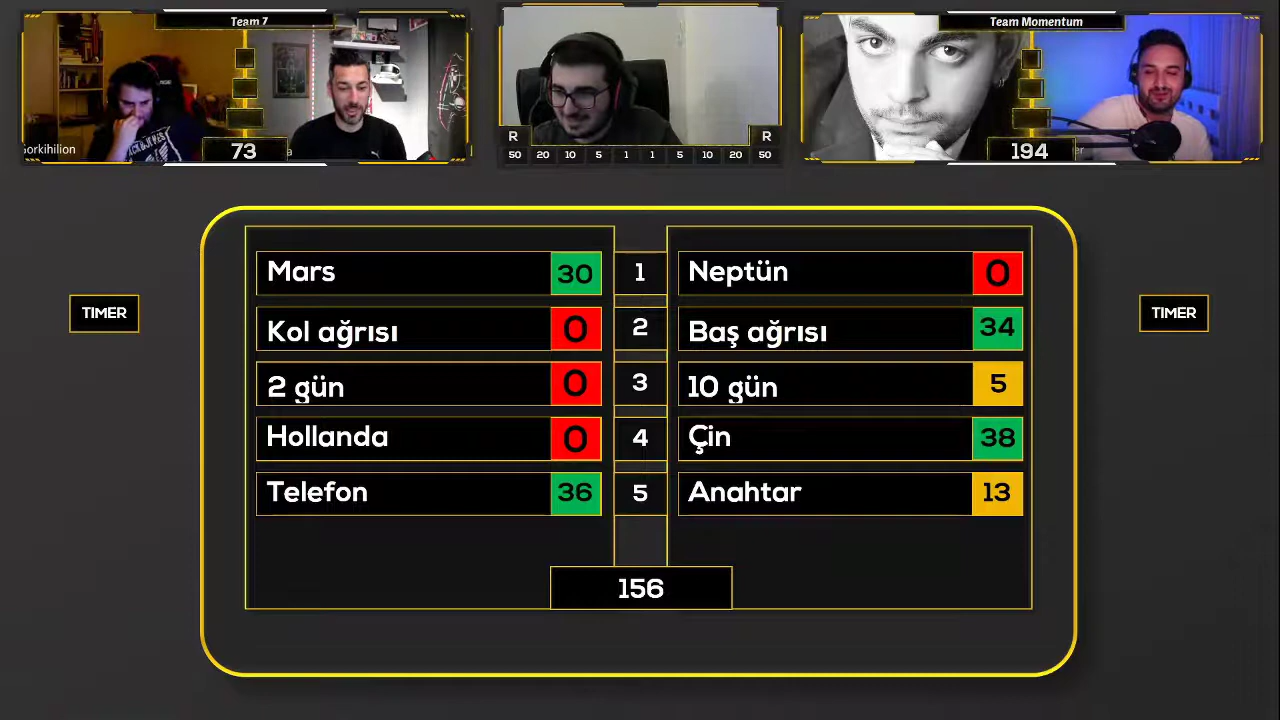 Team 7
Team Momentum
orkihilion
73
R
R
50 20 10 5 1 1 5 10 20 50
194
TIMER
TIMER
Mars 30 1 Neptün 0
Kol ağrısı 0 2 Baş ağrısı 34
2 gün 0 3 10 gün 5
Hollanda 0 4 Çin 38
Telefon 36 5 Anahtar 13
156